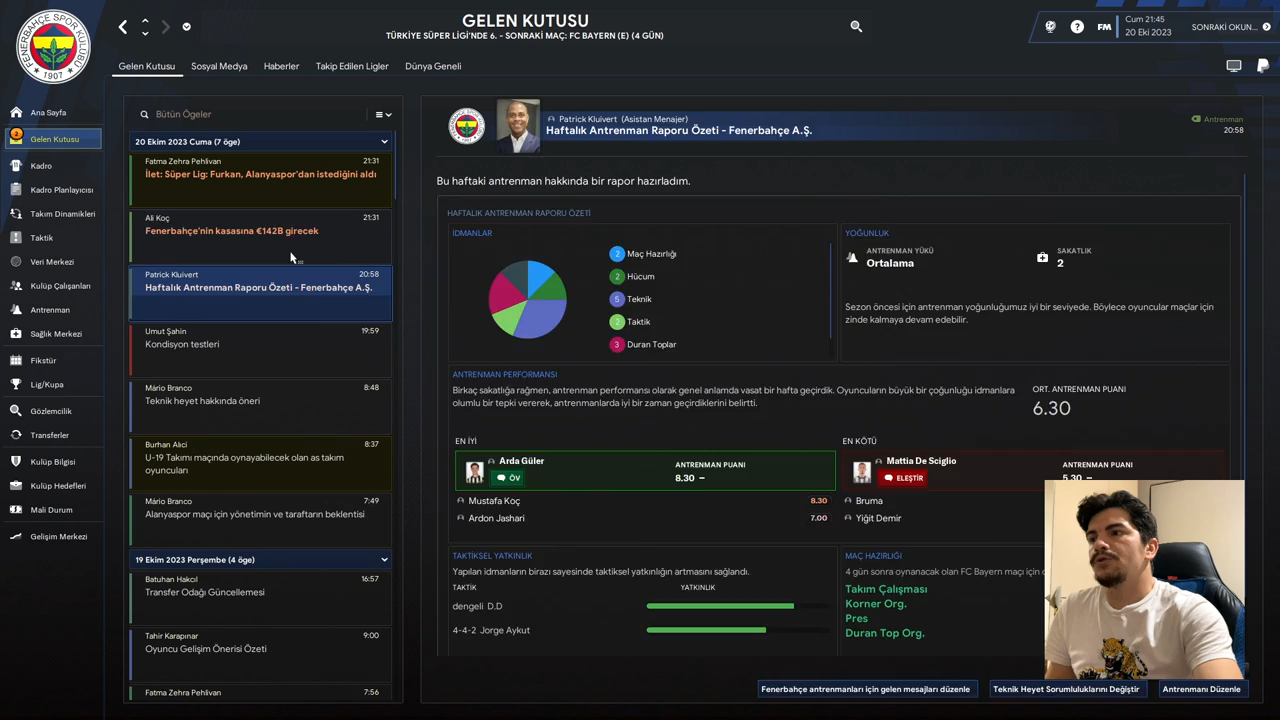 FENERBAHÇE SPOR KULÜBÜ
1907
GELEN KUTUSU
TÜRKİYE SÜPER LİGİ'NDE 6. - SONRAKİ MAÇ: FC BAYERN (E) (4 GÜN)
FM
Cum 21:45
20 Eki 2023
SONRAKİ OKUN...
Gelen Kutusu
Sosyal Medya
Haberler
Takip Edilen Ligler
Dünya Geneli
Ana Sayfa
2
Gelen Kutusu
Kadro
Kadro Planlayıcısı
Takım Dinamikleri
Taktik
Veri Merkezi
Kulüp Çalışanları
Antrenman
Sağlık Merkezi
Fikstür
Lig/Kupa
Gözlemcilik
Transferler
Kulüp Bilgisi
Kulüp Hedefleri
Mali Durum
Gelişim Merkezi
Bütün Ögeler
20 Ekim 2023 Cuma (7 öge)
Fatma Zehra Pehlivan 21:31
İlet: Süper Lig: Furkan, Alanyaspor'dan istediğini aldı
Ali Koç 21:31
Fenerbahçe'nin kasasına €142B girecek
Patrick Kluivert 20:58
Haftalık Antrenman Raporu Özeti - Fenerbahçe A.Ş.
Umut Şahin 19:59
Kondisyon testleri
Mário Branco 8:48
Teknik heyet hakkında öneri
Burhan Alıcı 8:37
U-19 Takımı maçında oynayabilecek olan as takım
oyuncuları
Mário Branco 7:49
Alanyaspor maçı için yönetimin ve taraftarın beklentisi
19 Ekim 2023 Perşembe (4 öge)
Batuhan Hakcıl 16:57
Transfer Odağı Güncellemesi
Tahir Karapınar 9:00
Oyuncu Gelişim Önerisi Özeti
Fatma Zehra Pehlivan 7:56
Patrick Kluivert (Asistan Menajer)
Haftalık Antrenman Raporu Özeti - Fenerbahçe A.Ş.
Antrenman
20:58
Bu haftaki antrenman hakkında bir rapor hazırladım.
HAFTALIK ANTRENMAN RAPORU ÖZETİ
İDMANLAR
2 Maç Hazırlığı
2 Hücum
5 Teknik
2 Taktik
3 Duran Toplar
YOĞUNLUK
ANTRENMAN YÜKÜ
Ortalama
SAKATLIK
2
Sezon öncesi için antrenman yoğunluğumuz iyi bir seviyede. Böylece oyuncular maçlar için
zinde kalmaya devam edebilir.
ANTRENMAN PERFORMANSI
Birkaç sakatlığa rağmen, antrenman performansı olarak genel anlamda vasat bir hafta geçirdik. Oyuncuların büyük bir çoğunluğu idmanlara
olumlu bir tepki vererek, antrenmanlarda iyi bir zaman geçirdiklerini belirtti.
ORT. ANTRENMAN PUANI
6.30
EN İYİ
Arda Güler
ÖV
ANTRENMAN PUANI
8.30 –
Mustafa Koç 8.30
Ardon Jashari 7.00
EN KÖTÜ
Mattia De Sciglio
ELEŞTİR
ANTRENMAN PUANI
5.30 –
Bruma
Yiğit Demir
TAKTİKSEL YATKINLIK
Yapılan idmanların birazı sayesinde taktiksel yatkınlığın artmasını sağlandı.
TAKTİK YATKINLIK
dengeli D.D
4-4-2 Jorge Aykut
MAÇ HAZIRLIĞI
4 gün sonra oynanacak olan FC Bayern maçı için
Takım Çalışması
Korner Org.
Pres
Duran Top Org.
Fenerbahçe antrenmanları için gelen mesajları düzenle
Teknik Heyet Sorumluluklarını Değiştir
Antrenmanı Düzenle